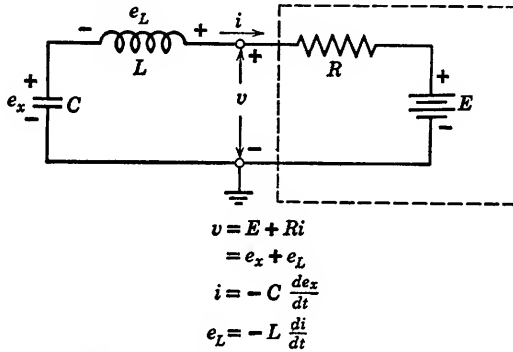 e_L
i
- + +
L
R
+
+
e_x C
-
v
+
E
-
-
v = E + Ri
= e_x + e_L
i = - C de_x/dt
e_L = - L di/dt